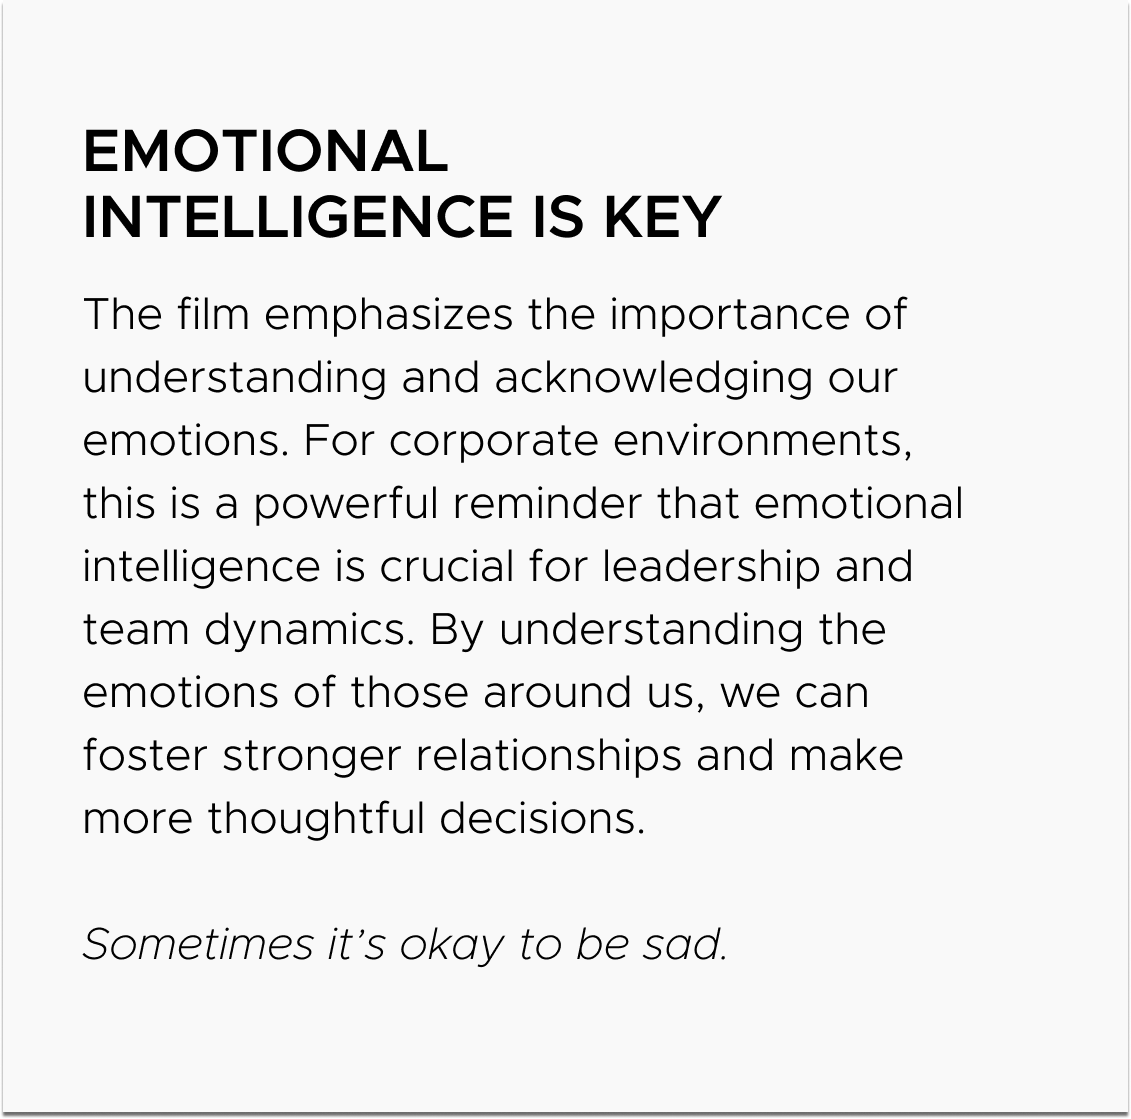 EMOTIONAL
INTELLIGENCE IS KEY
The film emphasizes the importance of
understanding and acknowledging our
emotions. For corporate environments,
this is a powerful reminder that emotional
intelligence is crucial for leadership and
team dynamics. By understanding the
emotions of those around us, we can
foster stronger relationships and make
more thoughtful decisions.
Sometimes it’s okay to be sad.